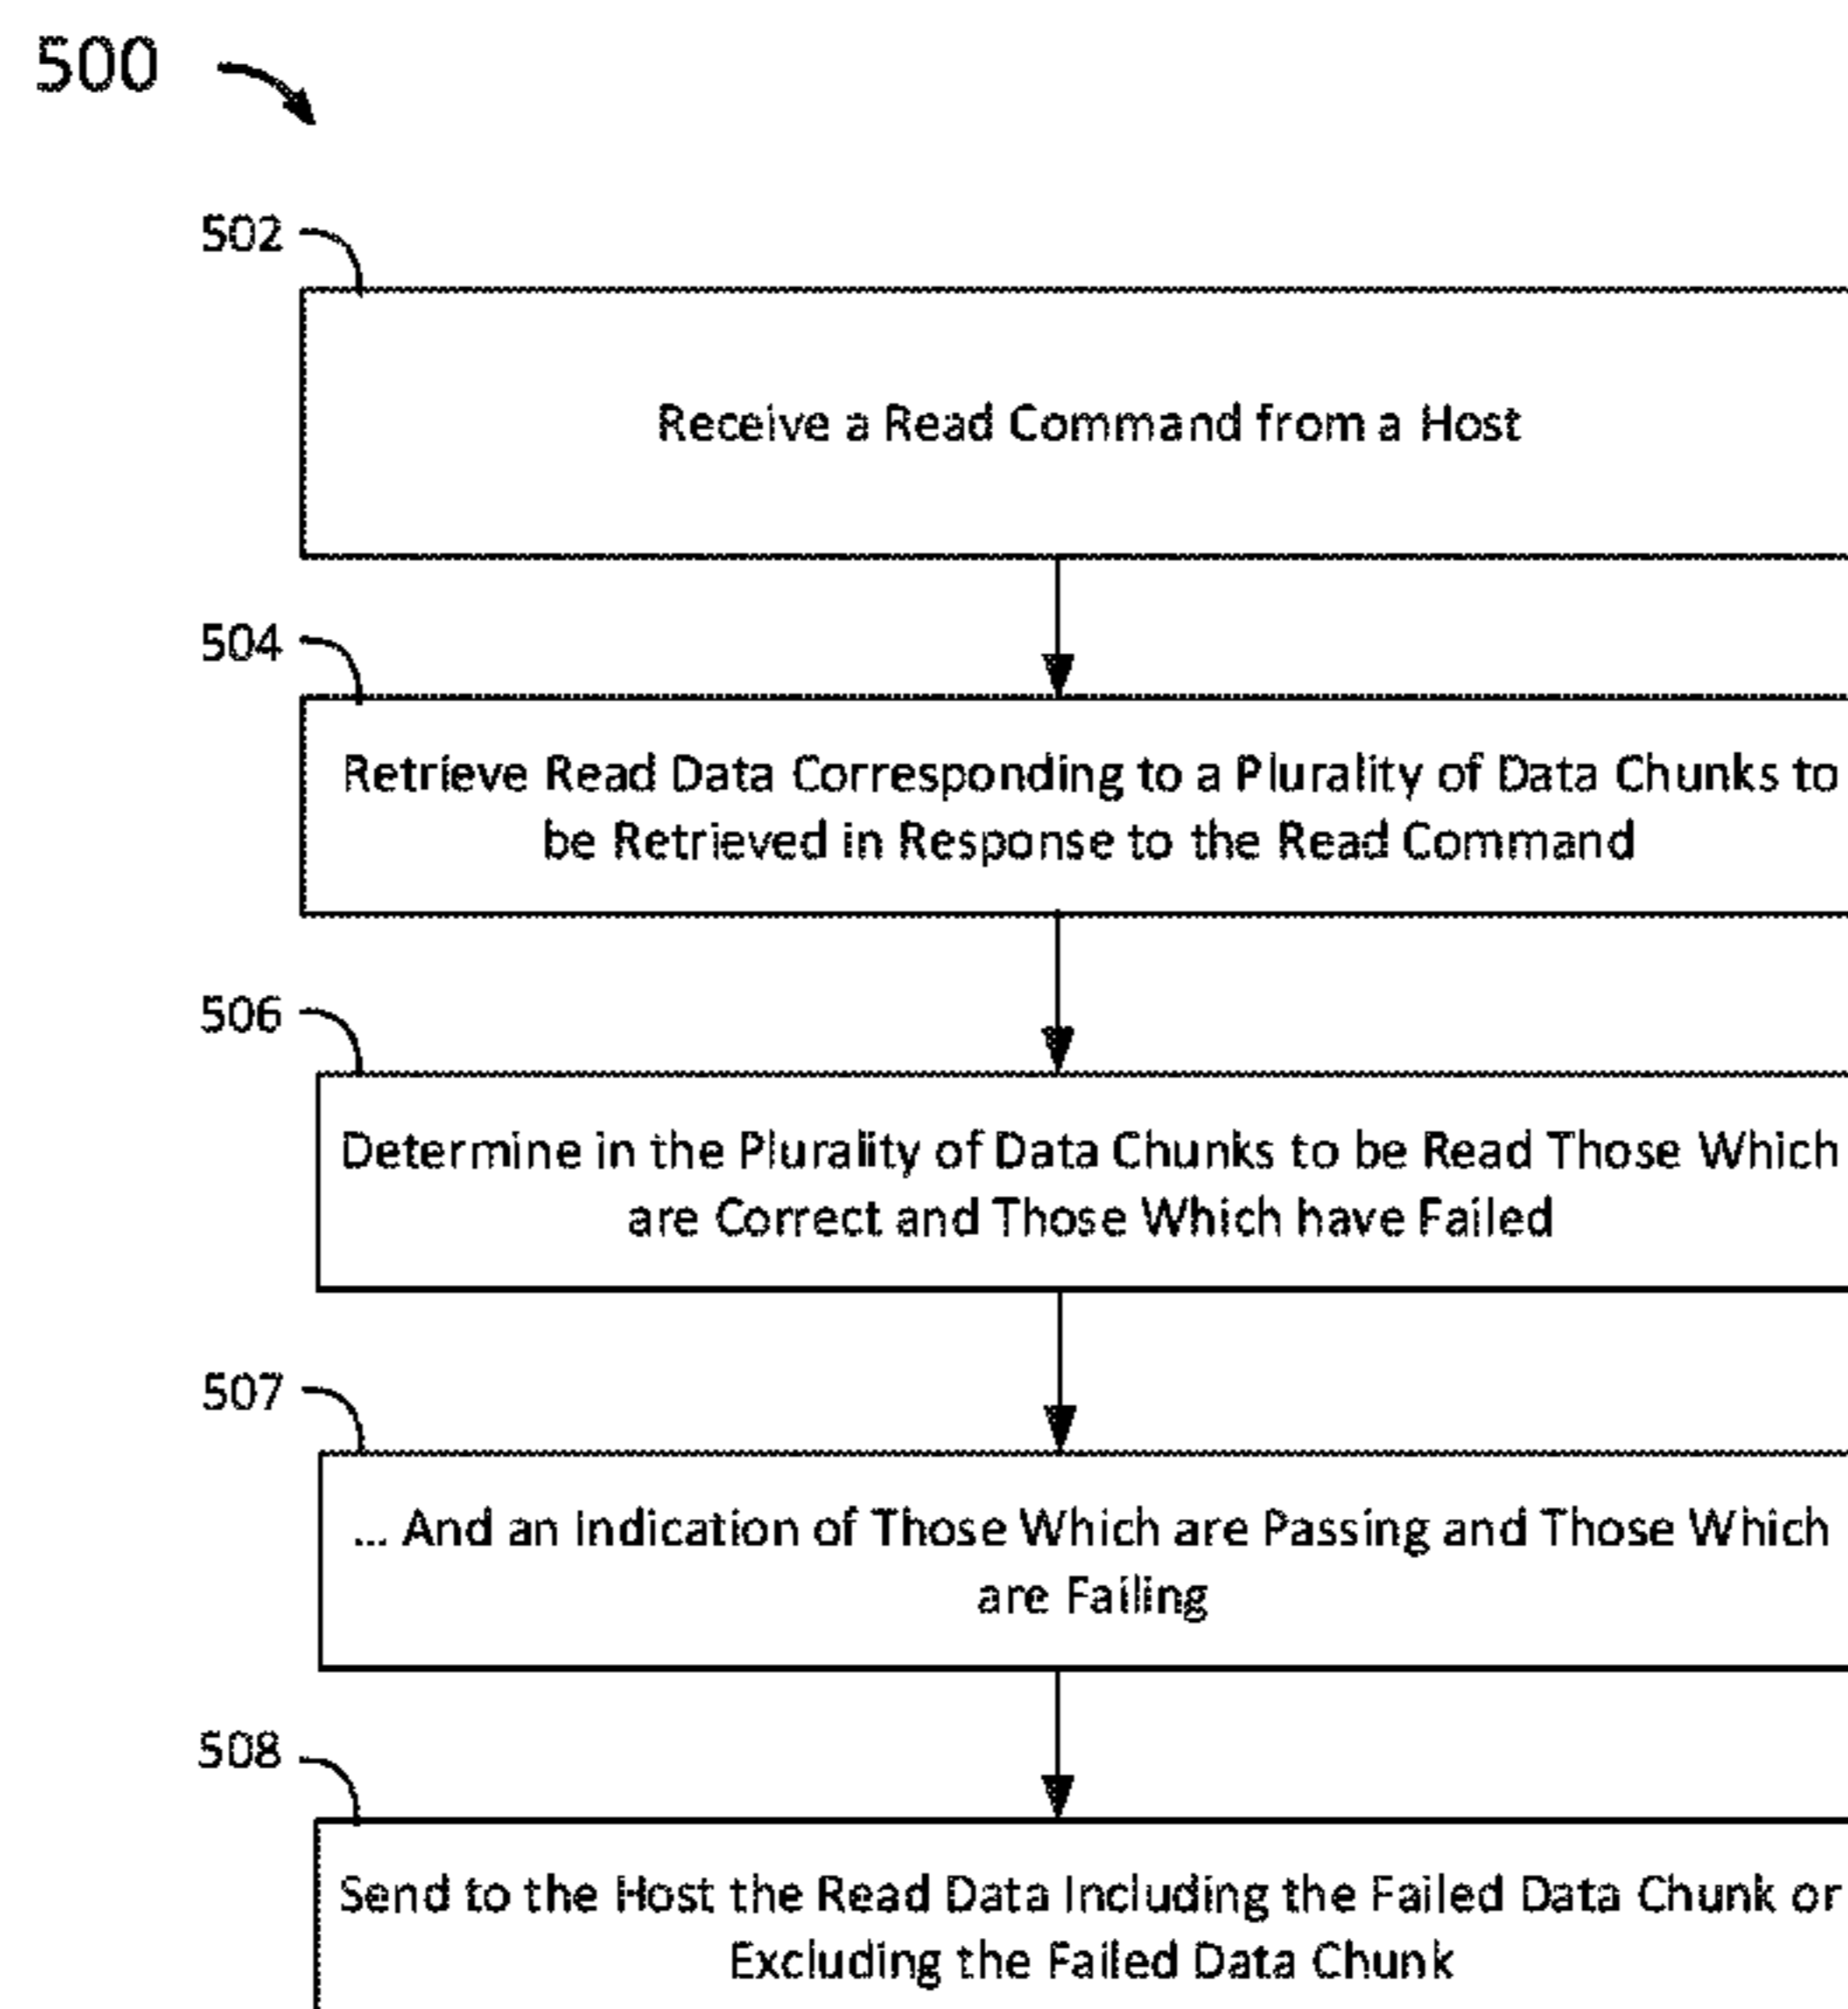 500
502
Receive a Read Command from a Host
504
Retrieve Read Data Corresponding to a Plurality of Data Chunks to
be Retrieved in Response to the Read Command
506
Determine in the Plurality of Data Chunks to be Read Those Which
are Correct and Those Which have Failed
507
... And an Indication of Those Which are Passing and Those Which
are Failing
508
Send to the Host the Read Data Including the Failed Data Chunk or
Excluding the Failed Data Chunk